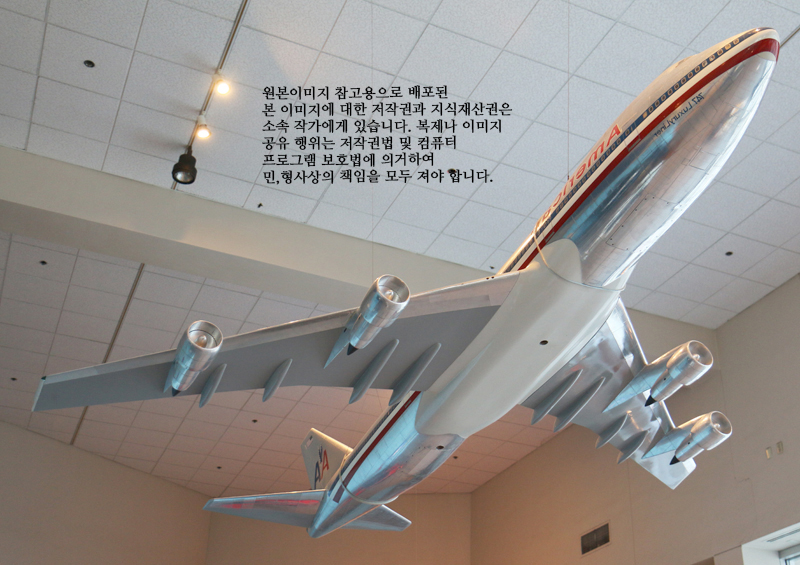 원본이미지 참고용으로 배포된
본 이미지에 대한 저작권과 지식재산권은
소속 작가에게 있습니다. 복제나 이미지
공유 행위는 저작권법 및 컴퓨터
프로그램 보호법에 의거하여
민,형사상의 책임을 모두 져야 합니다.
American
747 LuxuryLiner
AA